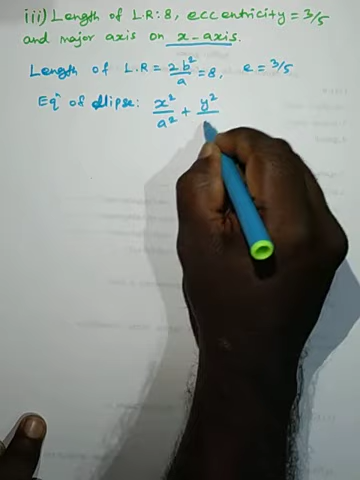 iii) Length of L.R: 8, eccentricity = 3/5
and major axis on x-axis.
Length of L.R = 2b²/a = 8, e = 3/5
Eqⁿ of ellipse: x²/a² + y²/